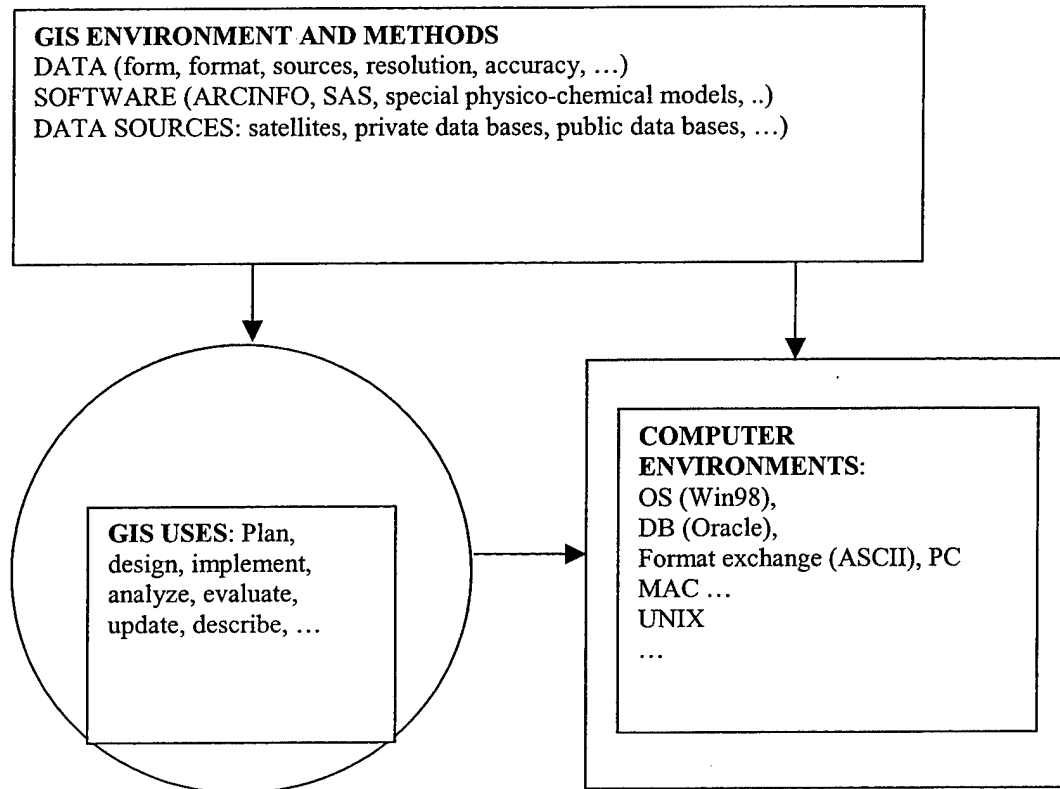 GIS ENVIRONMENT AND METHODS
DATA (form, format, sources, resolution, accuracy, …)
SOFTWARE (ARCINFO, SAS, special physico-chemical models, ..)
DATA SOURCES: satellites, private data bases, public data bases, …)
GIS USES: Plan,
design, implement,
analyze, evaluate,
update, describe, …
COMPUTER
ENVIRONMENTS:
OS (Win98),
DB (Oracle),
Format exchange (ASCII), PC
MAC …
UNIX
…